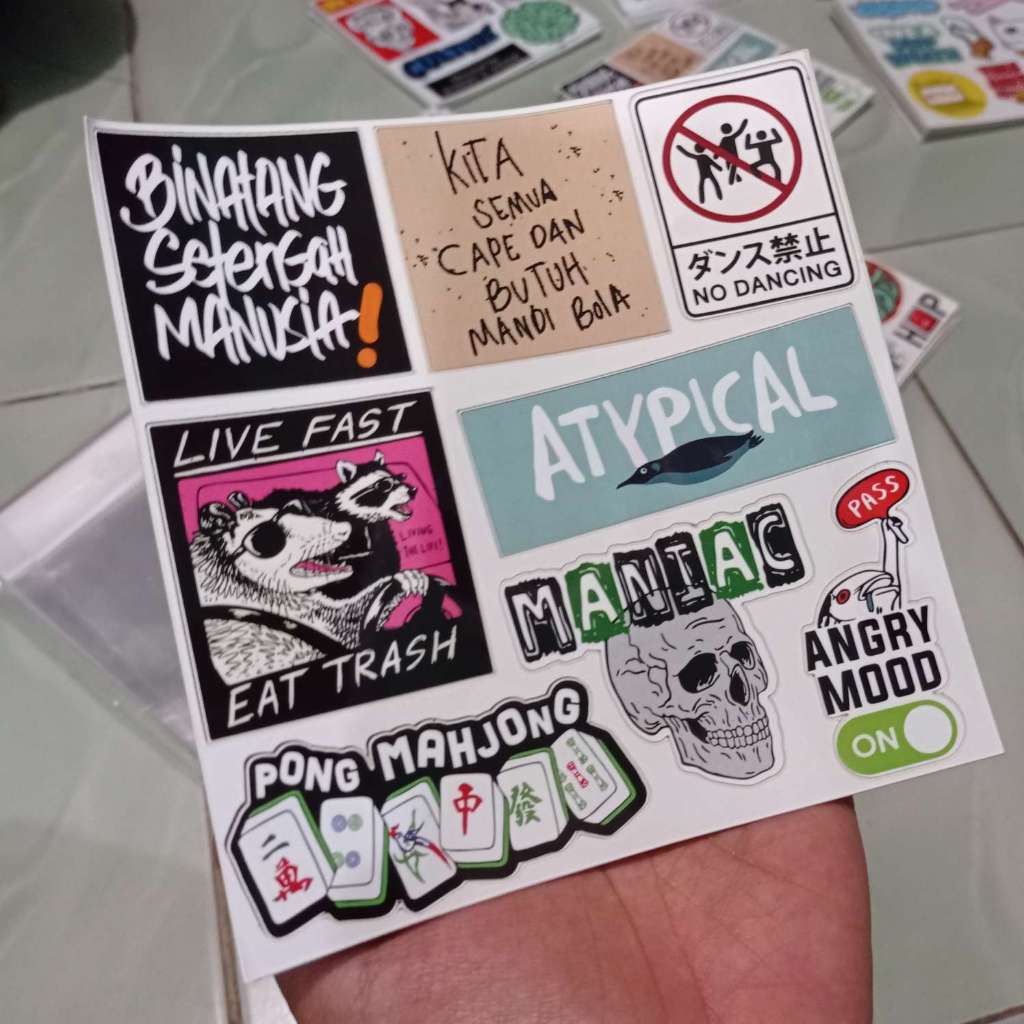 BINATANG
SETENGAH
MANUSIA!
KITA
SEMUA
CAPE DAN
BUTUH
MANDI BOLA
ダンス禁止
NO DANCING
LIVE FAST
LIVING
THE LIFE!
EAT TRASH
ATYPICAL
MANIAC
PASS
ANGRY
MOOD
ON
PONG MAHJONG
二
萬
中
發
CULTURE